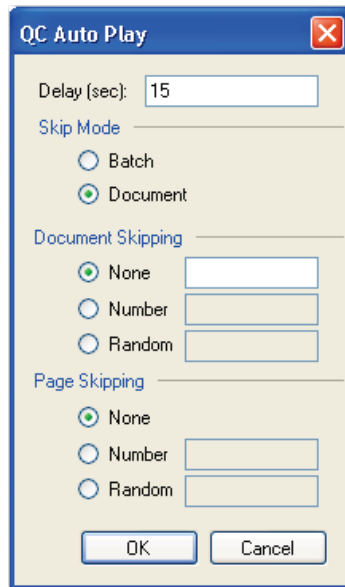 QC Auto Play
Delay (sec): 15
Skip Mode
Batch
Document
Document Skipping
None
Number
Random
Page Skipping
None
Number
Random
OK Cancel